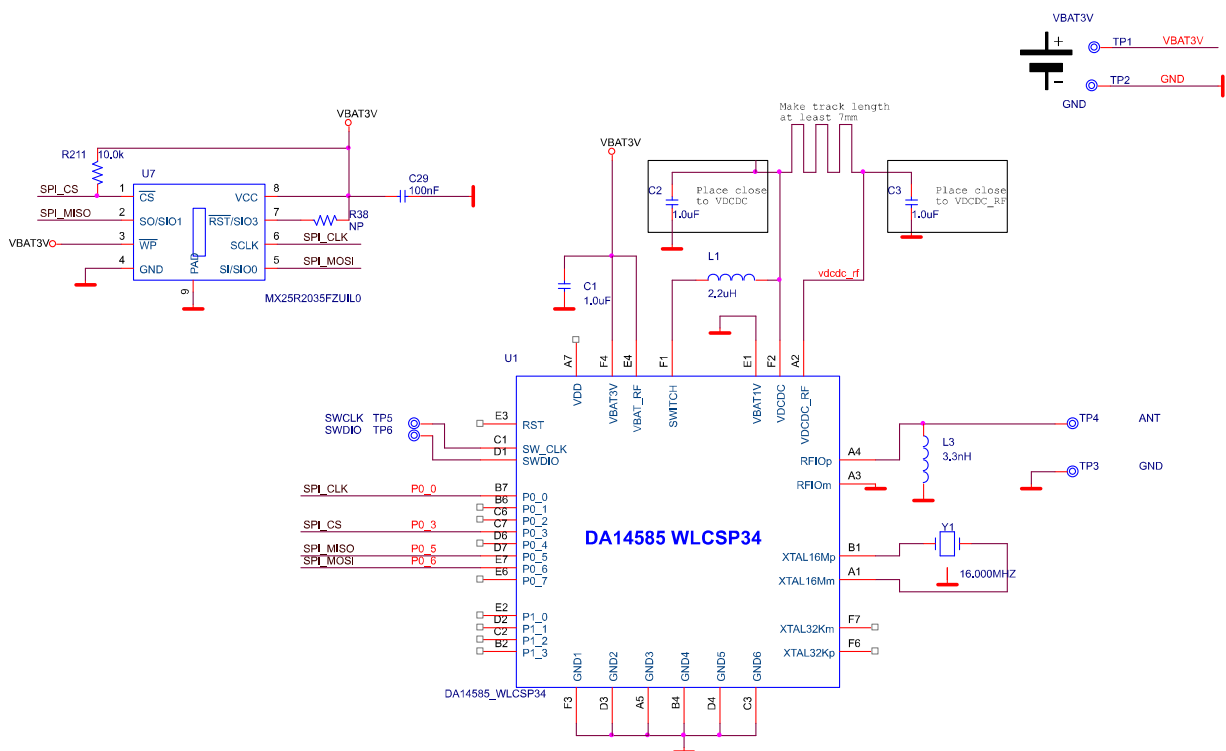 VBAT3V
TP1
VBAT3V
TP2
GND
GND
Make track length
at least 7mm
VBAT3V
VBAT3V
R211
10.0k
U7
C29
100nF
SPI_CS
1
CS
VCC
8
SPI_MISO
2
SO/SIO1
RST/SIO3
7
R38
NP
VBAT3V
3
WP
SCLK
6
SPI_CLK
4
GND
SI/SIO0
5
SPI_MOSI
PAD
9
MX25R2035FZUIL0
C2
1.0uF
Place close
to VDCDC
C3
1.0uF
Place close
to VDCDC_RF
L1
2.2uH
vdcdc_rf
C1
1.0uF
U1
A7
F4
E4
F1
E1
F2
A2
VDD
VBAT3V
VBAT_RF
SWITCH
VBAT1V
VDCDC
VDCDC_RF
SWCLK TP5
SWDIO TP6
E3
RST
C1
SW_CLK
D1
SWDIO
SPI_CLK
P0_0
B7
P0_0
B6
P0_1
C6
P0_2
SPI_CS
P0_3
C7
P0_3
D6
P0_4
SPI_MISO
P0_5
D7
P0_5
SPI_MOSI
P0_6
E7
P0_6
E6
P0_7
E2
P1_0
D2
P1_1
C2
P1_2
B2
P1_3
DA14585 WLCSP34
RFIOp
A4
RFIOm
A3
L3
3.3nH
TP4
ANT
TP3
GND
XTAL16Mp
B1
XTAL16Mm
A1
Y1
16.000MHZ
XTAL32Km
F7
XTAL32Kp
F6
GND1
GND2
GND3
GND4
GND5
GND6
DA14585_WLCSP34
F3
D3
A5
B4
D4
C3